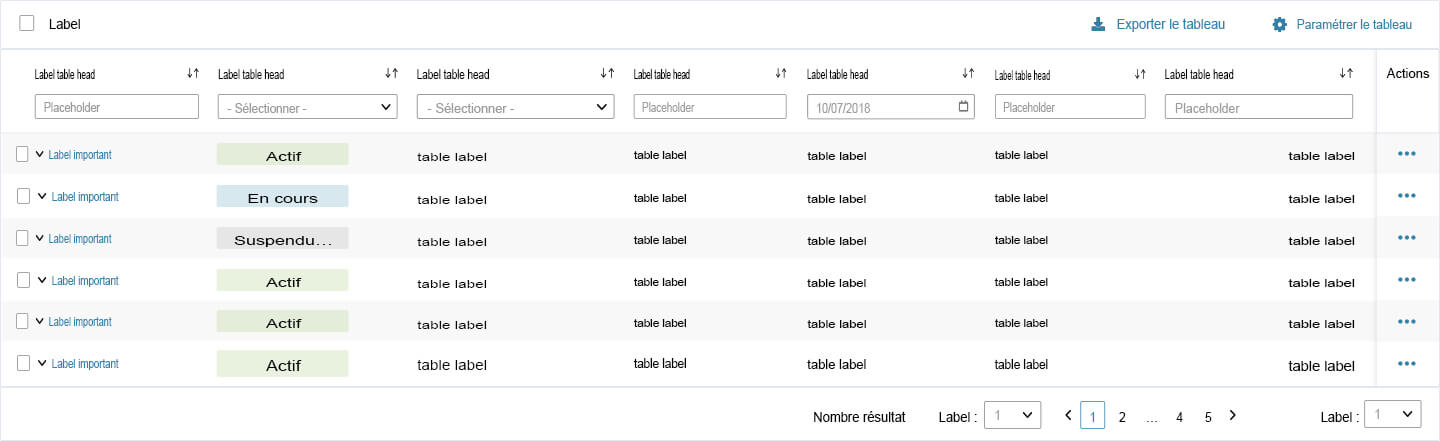 Label Exporter le tableau Paramétrer le tableau
Label table head Label table head Label table head Label table head Label table head Label table head Label table head Actions
Placeholder - Sélectionner - - Sélectionner - Placeholder 10/07/2018 Placeholder Placeholder
Label important Actif table label table label table label table label table label
Label important En cours table label table label table label table label table label
Label important Suspendu... table label table label table label table label table label
Label important Actif table label table label table label table label table label
Label important Actif table label table label table label table label table label
Label important Actif table label table label table label table label table label
Nombre résultat Label : 1 1 2 ... 4 5 Label : 1